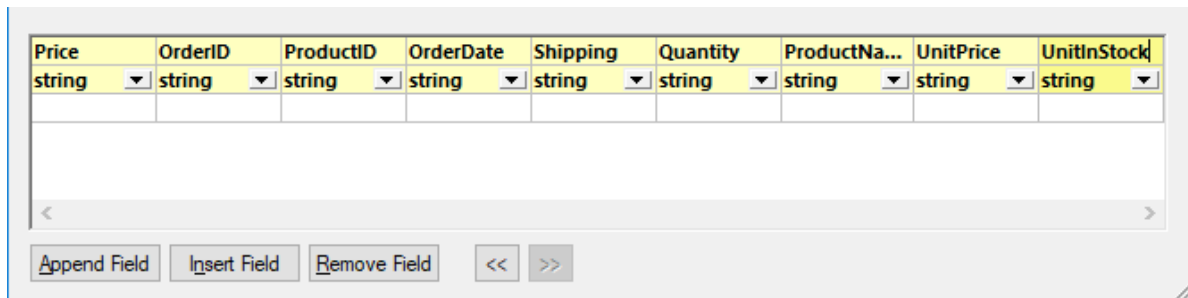 Price OrderID ProductID OrderDate Shipping Quantity ProductNa... UnitPrice UnitInStock
string string string string string string string string string
Append Field Insert Field Remove Field << >>